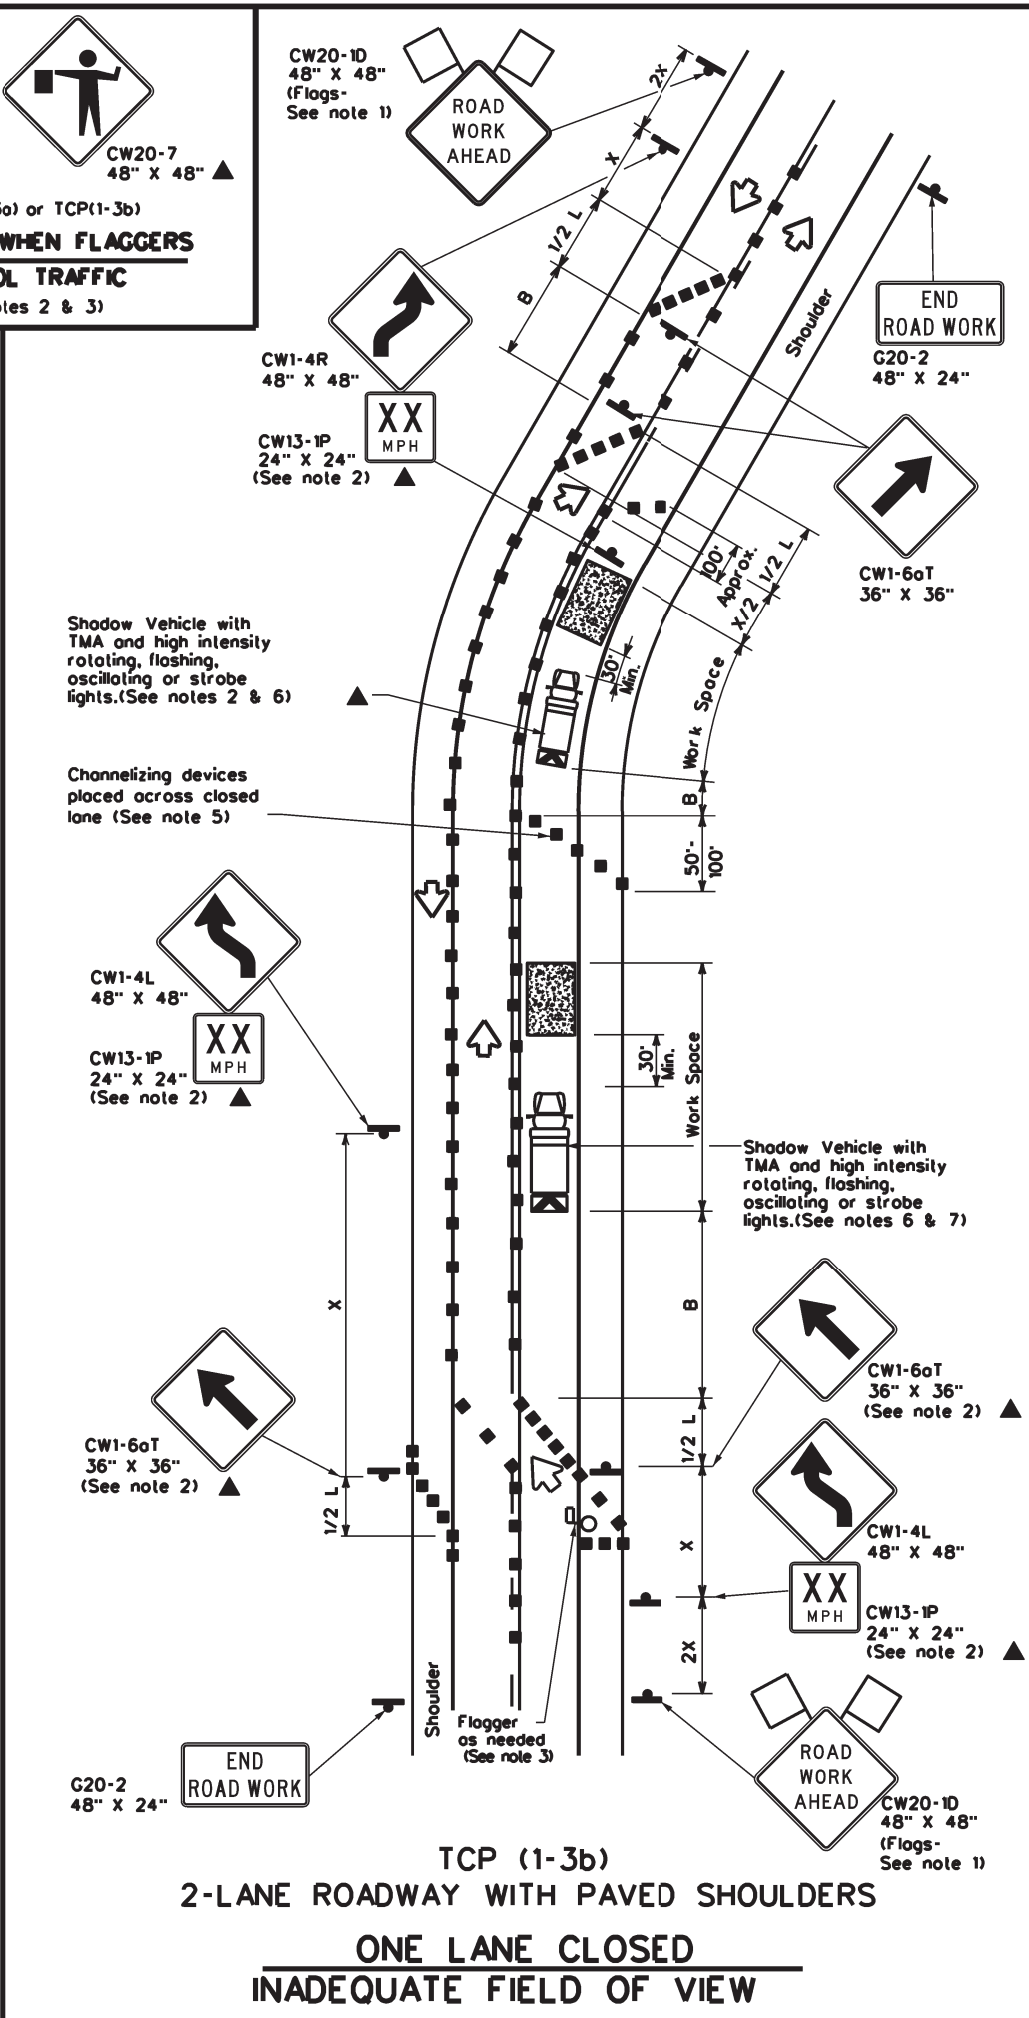 CW20-7
48" X 48"
or TCP(1-3b)
WHEN FLAGGERS
TRAFFIC
2 & 3)
CW20-1D
48" X 48"
(Flags-
See note 1)
ROAD
WORK
AHEAD
2X
X
1/2 L
B
CW1-4R
48" X 48"
XX
MPH
CW13-1P
24" X 24"
(See note 2)
Shoulder
END
ROAD WORK
G20-2
48" X 24"
CW1-6aT
36" X 36"
100'
Approx.
1/2 L
X/2
30'
Min.
Work Space
B
50'-
100'
Shadow Vehicle with
TMA and high intensity
rotating, flashing,
oscillating or strobe
lights.(See notes 2 & 6)
Channelizing devices
placed across closed
lane (See note 5)
CW1-4L
48" X 48"
XX
MPH
CW13-1P
24" X 24"
(See note 2)
30'
Min.
Work Space
Shadow Vehicle with
TMA and high intensity
rotating, flashing,
oscillating or strobe
lights.(See notes 6 & 7)
X
B
CW1-6aT
36" X 36"
(See note 2)
1/2 L
CW1-6aT
36" X 36"
(See note 2)
1/2 L
X
CW1-4L
48" X 48"
XX
MPH
CW13-1P
24" X 24"
(See note 2)
2X
Shoulder
Flagger
as needed
(See note 3)
END
ROAD WORK
G20-2
48" X 24"
ROAD
WORK
AHEAD
CW20-1D
48" X 48"
(Flags-
See note 1)
TCP (1-3b)
2-LANE ROADWAY WITH PAVED SHOULDERS
ONE LANE CLOSED
INADEQUATE FIELD OF VIEW